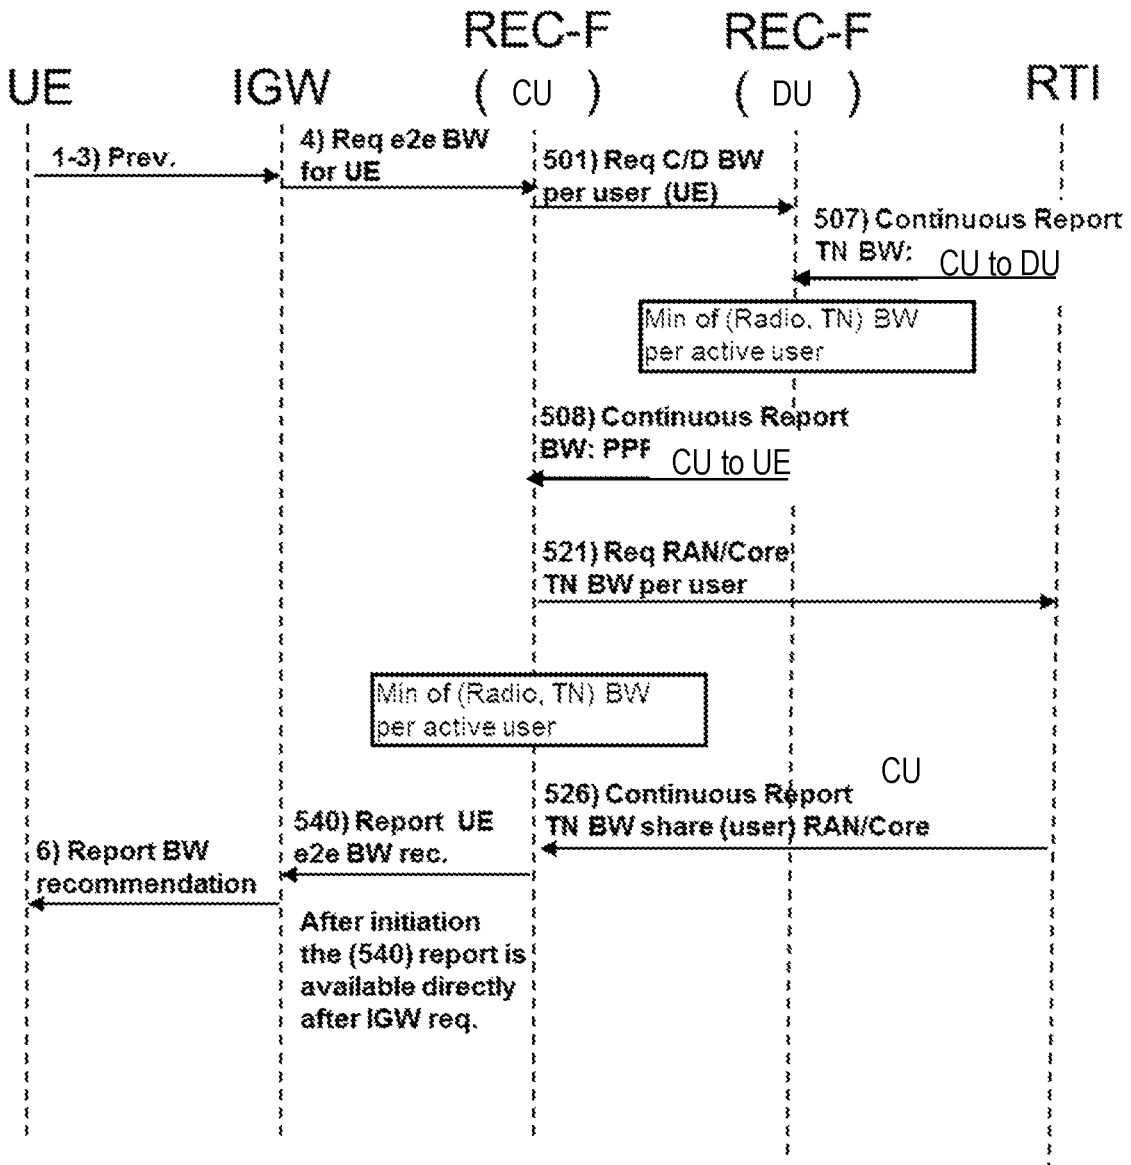 REC-F REC-F
UE IGW ( CU ) ( DU ) RTI
1-3) Prev.
4) Req e2e BW
for UE
501) Req C/D BW
per user (UE)
507) Continuous Report
TN BW: CU to DU
Min of (Radio, TN) BW
per active user
508) Continuous Report
BW: PPF CU to UE
521) Req RAN/Core
TN BW per user
Min of (Radio, TN) BW
per active user
CU
526) Continuous Report
TN BW share (user) RAN/Core
540) Report UE
e2e BW rec.
6) Report BW
recommendation
After initiation
the (540) report is
available directly
after IGW req.